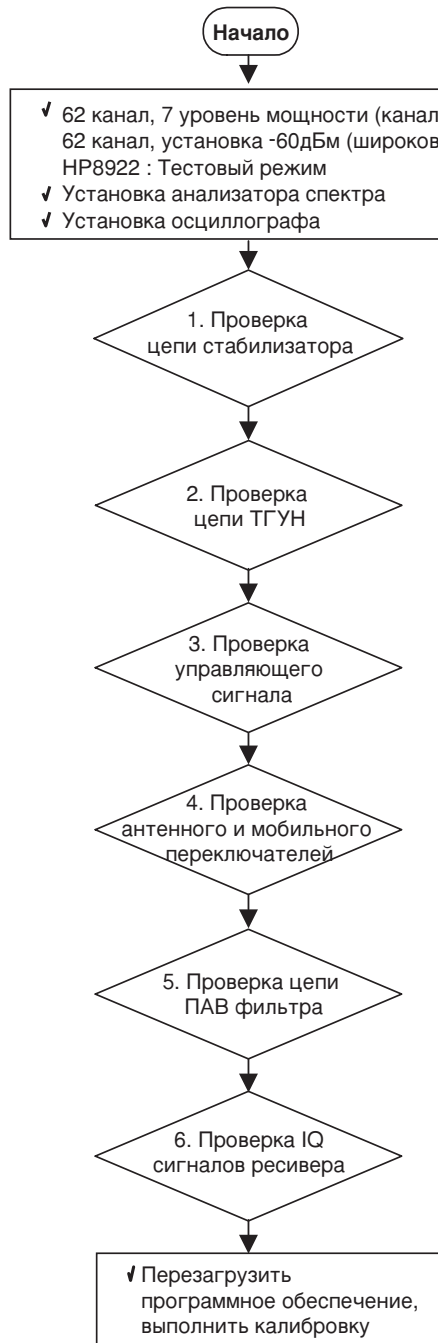 Начало
✓ 62 канал, 7 уровень мощности (канал
62 канал, установка -60дБм (широков
HP8922 : Тестовый режим
✓ Установка анализатора спектра
✓ Установка осциллографа
1. Проверка
цепи стабилизатора
2. Проверка
цепи ТГУН
3. Проверка
управляющего
сигнала
4. Проверка
антенного и мобильного
переключателей
5. Проверка цепи
ПАВ фильтра
6. Проверка IQ
сигналов ресивера
✓ Перезагрузить
программное обеспечение,
выполнить калибровку